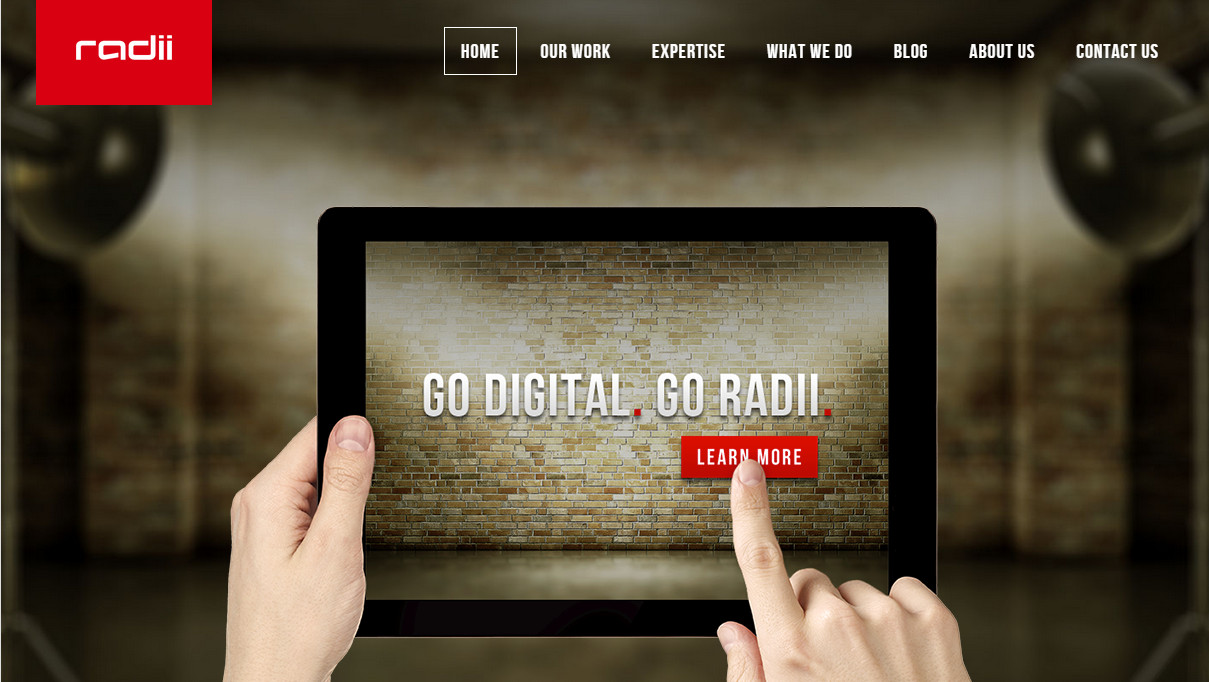 radii
HOME OUR WORK EXPERTISE WHAT WE DO BLOG ABOUT US CONTACT US
GO DIGITAL. GO RADII.
LEARN MORE